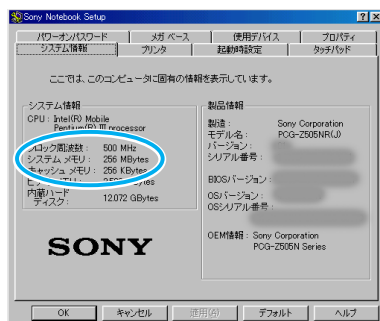 Sony Notebook Setup
パワーオンパスワード
メガ ベース
使用デバイス
プロパティ
システム情報
プリンタ
起動時設定
タッチパッド
ここでは、このコンピュータに固有の情報を表示しています。
システム情報
CPU : Intel(R) Mobile
Pentium(R) III processor
クロック周波数 : 500 MHz
システム メモリ : 256 MBytes
キャッシュ メモリ : 256 KBytes
内蔵ハード
ディスク : 12.072 GBytes
SONY
製品情報
製造 : Sony Corporation
モデル名 : PCG-Z505NR(J)
バージョン :
シリアル番号 :
BIOSバージョン :
OSバージョン :
OSシリアル番号 :
OEM情報 : Sony Corporation
PCG-Z505N Series
OK
キャンセル
適用(A)
デフォルト
ヘルプ